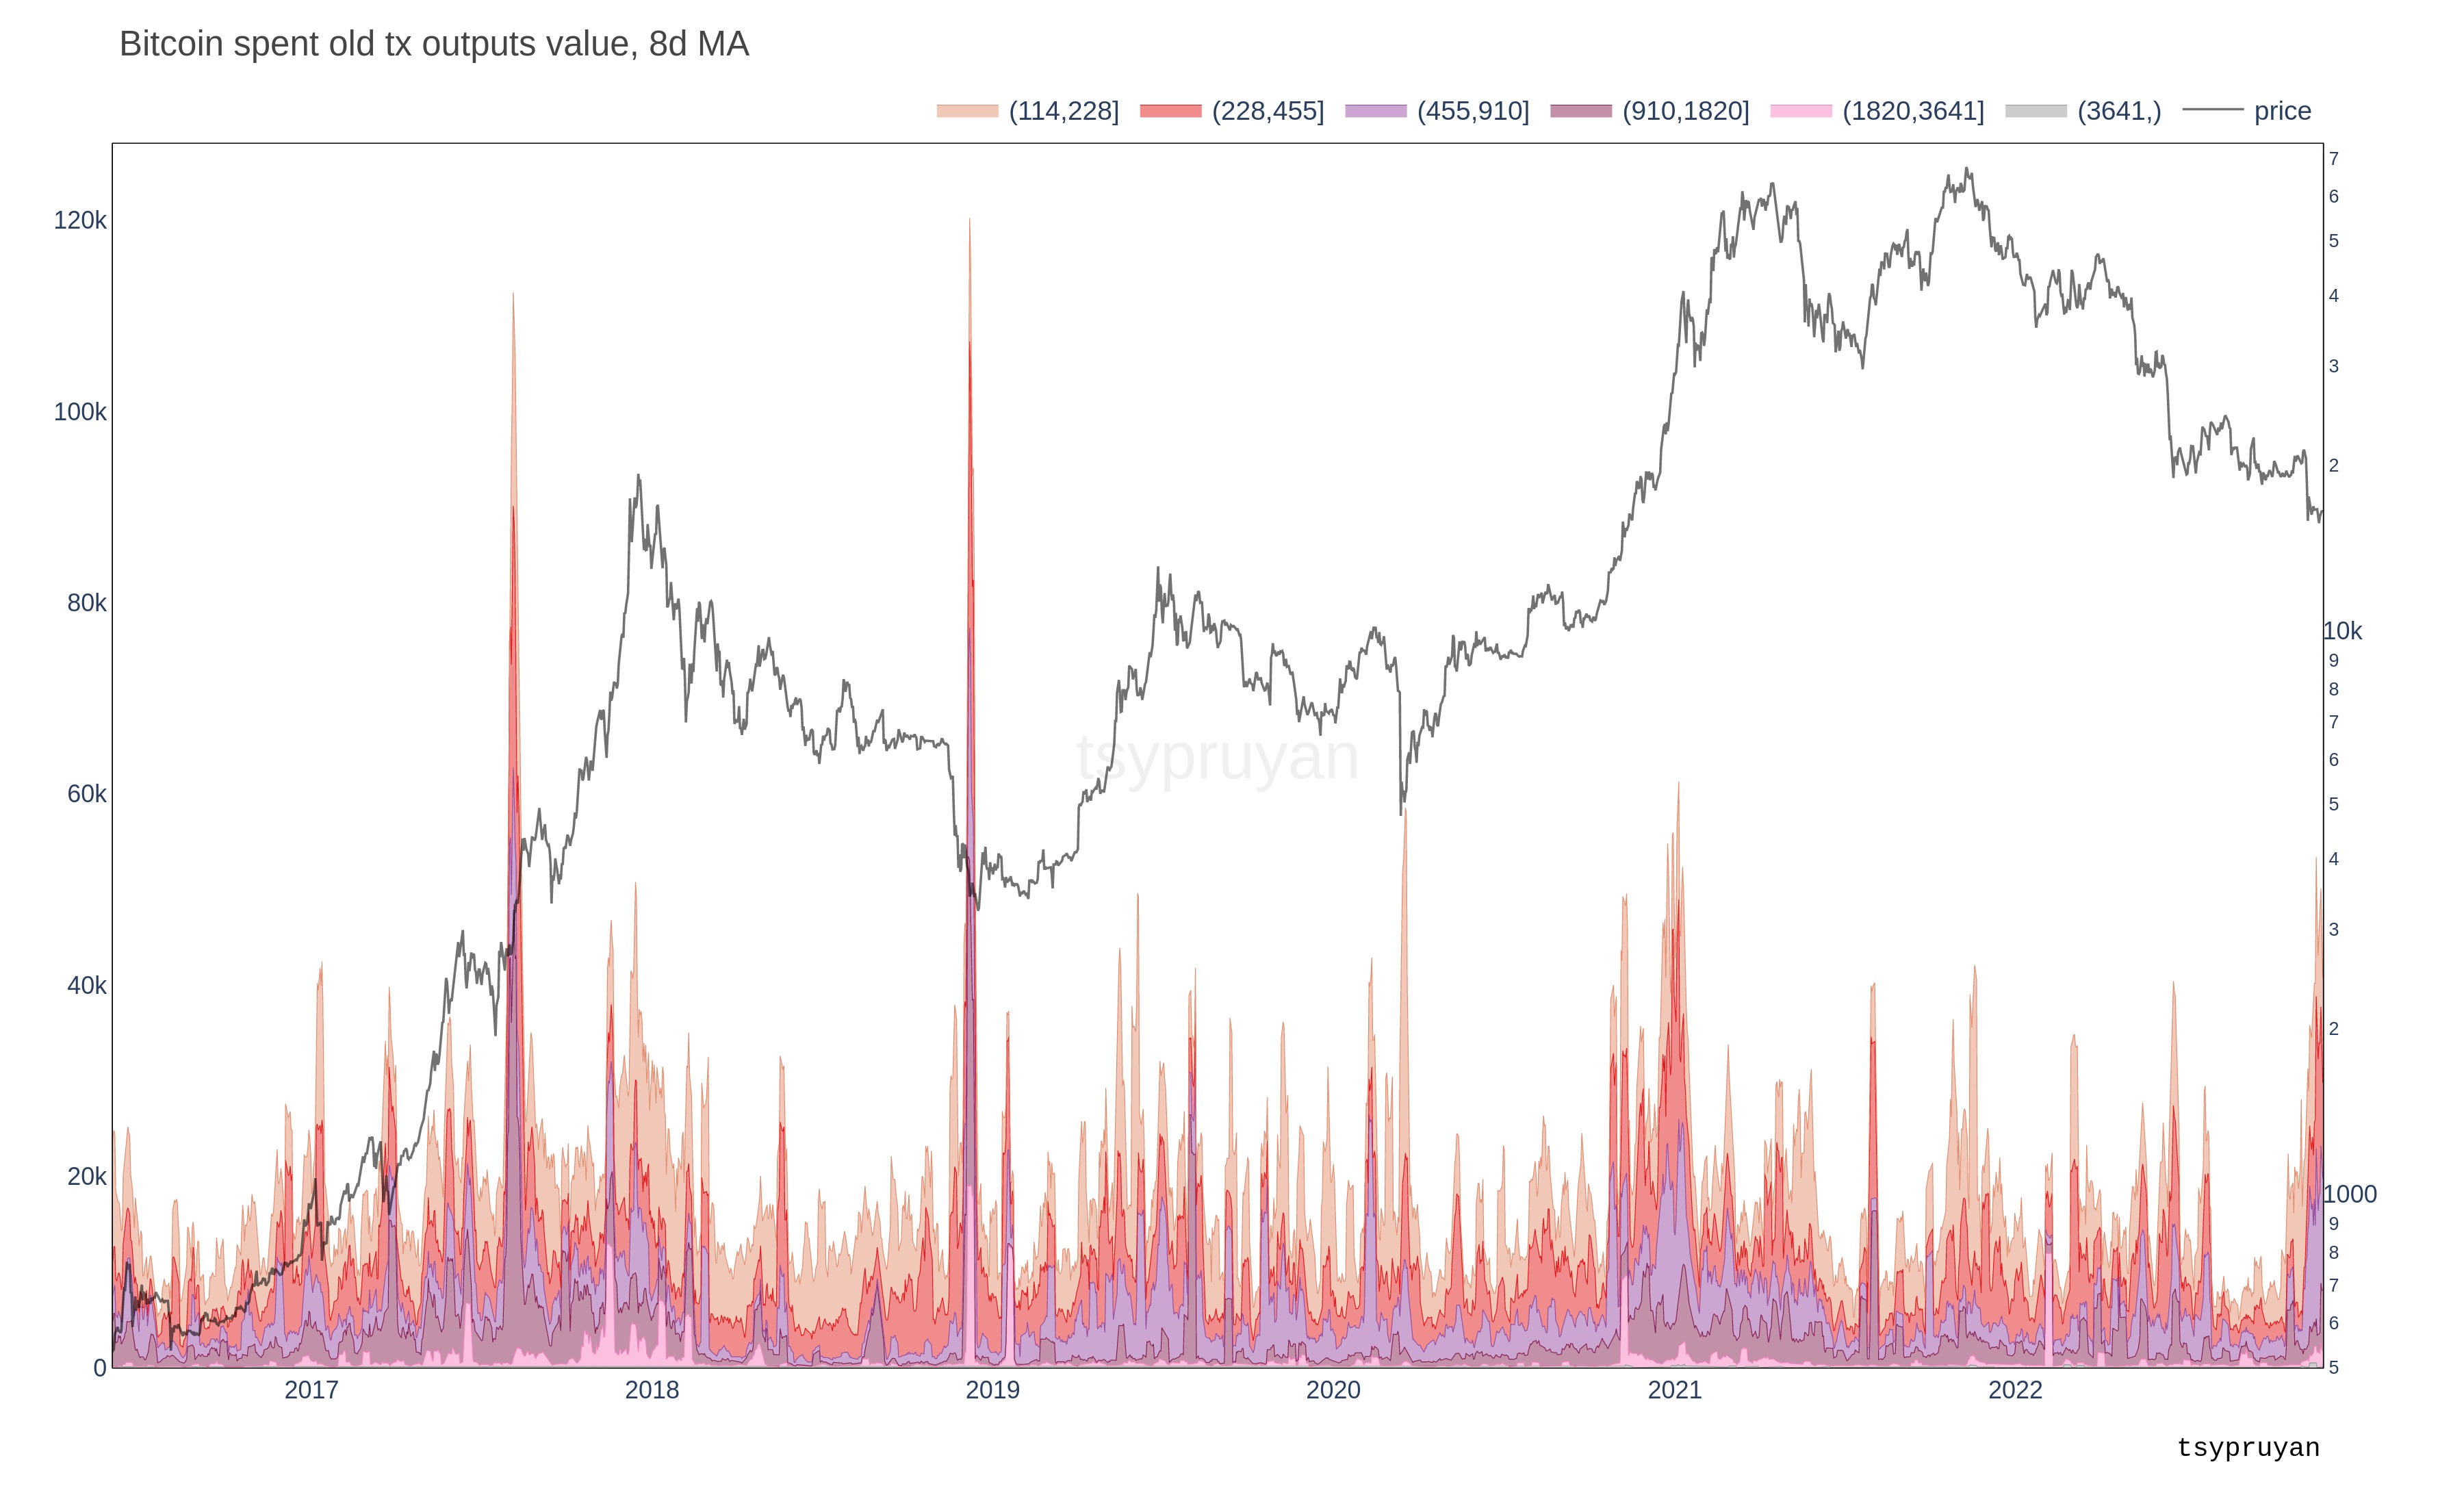 Bitcoin spent old tx outputs value, 8d MA
(114,228] (228,455] (455,910] (910,1820] (1820,3641] (3641,) price
7
120k
6
5
4
100k
3
2
80k
10k
9
8
7
tsypruyan
6
60k
5
4
3
40k
2
20k
1000
9
8
7
6
0
5
2017 2018 2019 2020 2021 2022
tsypruyan